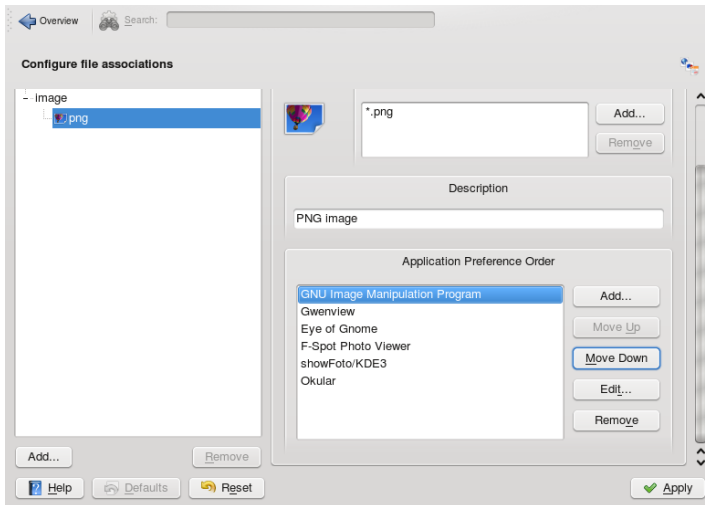 Overview
Search:
Configure file associations
image
png
*.png
Add...
Remove
Description
PNG image
Application Preference Order
GNU Image Manipulation Program
Gwenview
Eye of Gnome
F-Spot Photo Viewer
showFoto/KDE3
Okular
Add...
Move Up
Move Down
Edit...
Remove
Add...
Remove
Help
Defaults
Reset
Apply